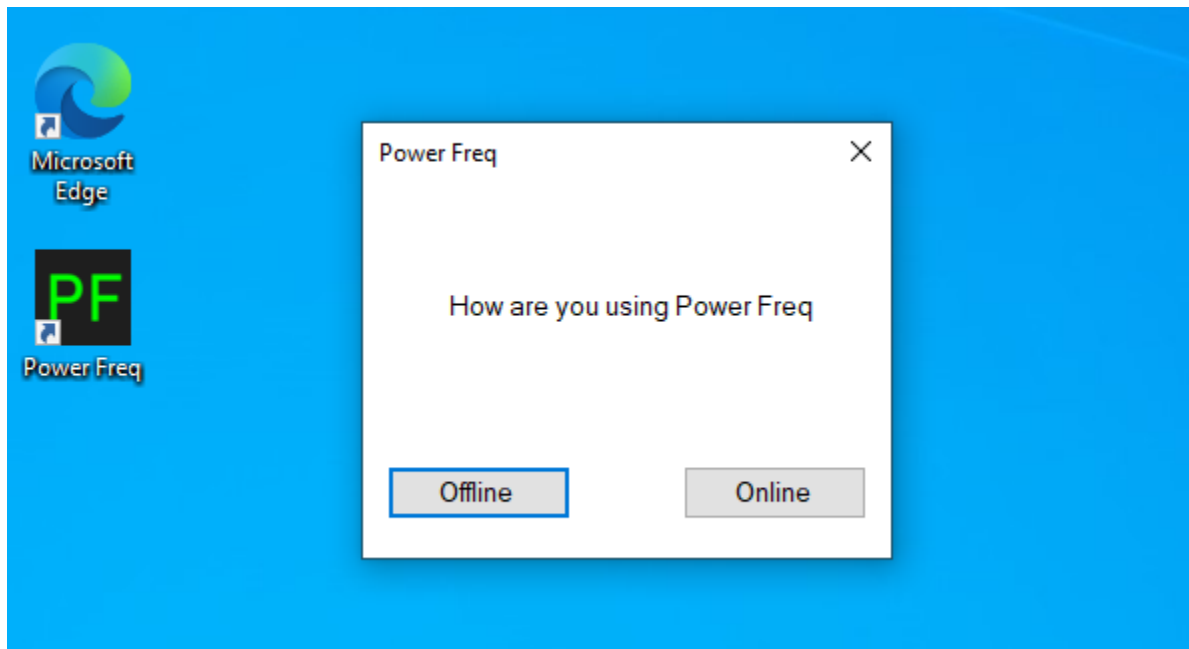 Microsoft
Edge
PF
Power Freq
Power Freq
How are you using Power Freq
Offline
Online